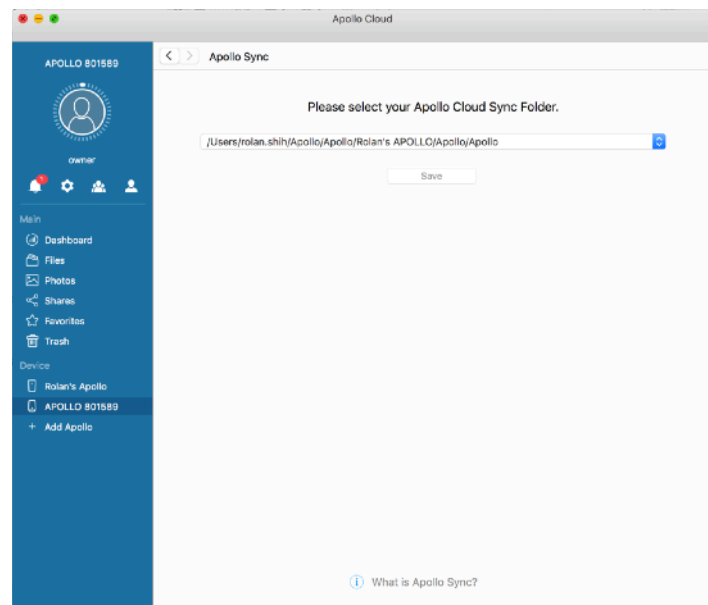 Apollo Cloud
APOLLO 801589
owner
1
Main
Dashboard
Files
Photos
Shares
Favorites
Trash
Device
Rolan's Apollo
APOLLO 801589
+ Add Apollo
< > Apollo Sync
Please select your Apollo Cloud Sync Folder.
/Users/rolan.shih/Apollo/Apollo/Rolan's APOLLO/Apollo/Apollo
Save
What is Apollo Sync?